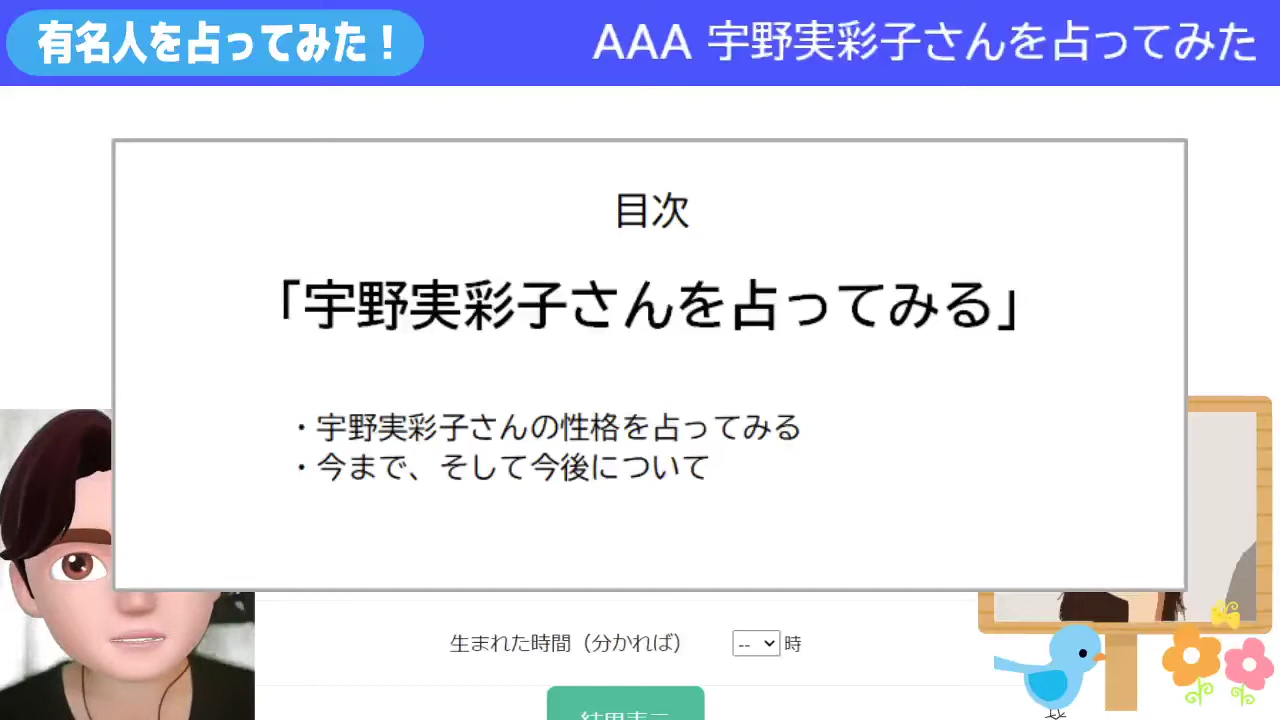 有名人を占ってみた！
AAA 宇野実彩子さんを占ってみた
目次
「宇野実彩子さんを占ってみる」
・宇野実彩子さんの性格を占ってみる
・今まで、そして今後について
生まれた時間（分かれば） -- 時
結果表示